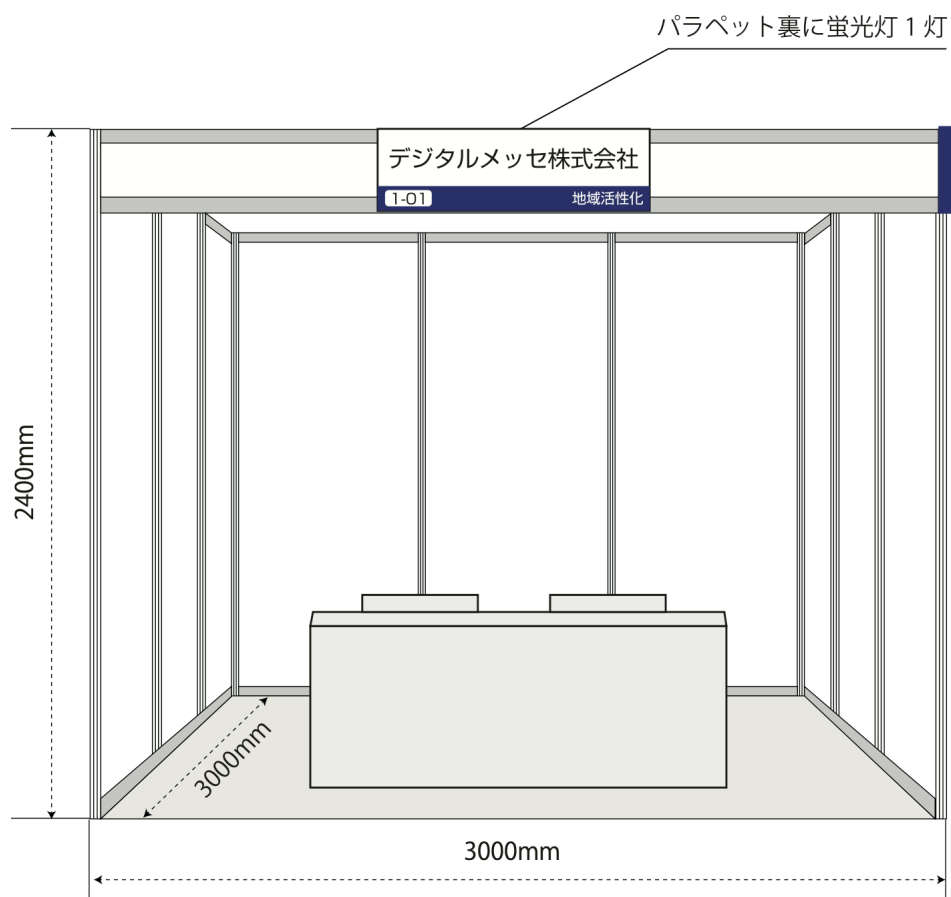 パラペット裏に蛍光灯 1 灯
デジタルメッセ株式会社
1-01 地域活性化
2400mm
3000mm
3000mm